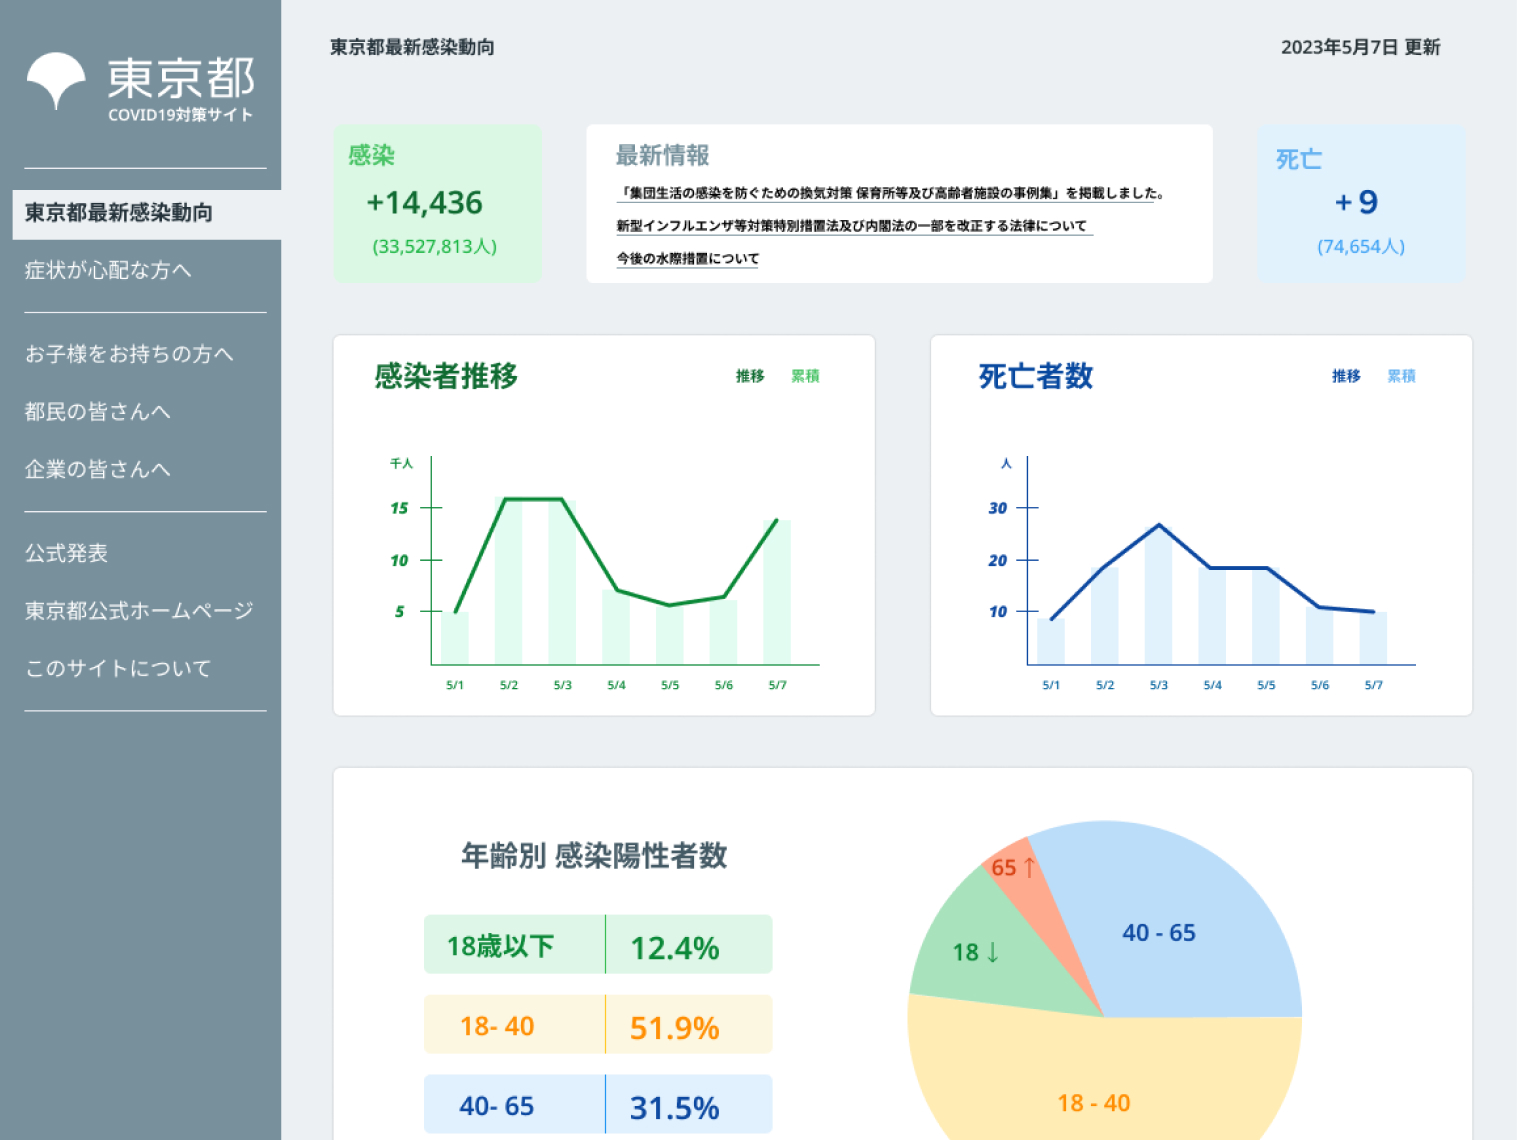 東京都
COVID19対策サイト
東京都最新感染動向
症状が心配な方へ
お子様をお持ちの方へ
都民の皆さんへ
企業の皆さんへ
公式発表
東京都公式ホームページ
このサイトについて
東京都最新感染動向
2023年5月7日 更新
感染
+14,436
(33,527,813人)
最新情報
「集団生活の感染を防ぐための換気対策 保育所等及び高齢者施設の事例集」を掲載しました。
新型インフルエンザ等対策特別措置法及び内閣法の一部を改正する法律について
今後の水際措置について
死亡
+ 9
(74,654人)
感染者推移
推移 累積
千人
15
10
5
5/1 5/2 5/3 5/4 5/5 5/6 5/7
死亡者数
推移 累積
人
30
20
10
5/1 5/2 5/3 5/4 5/5 5/6 5/7
年齢別 感染陽性者数
18歳以下 12.4%
18- 40 51.9%
40- 65 31.5%
65 ↑
40 - 65
18 ↓
18 - 40